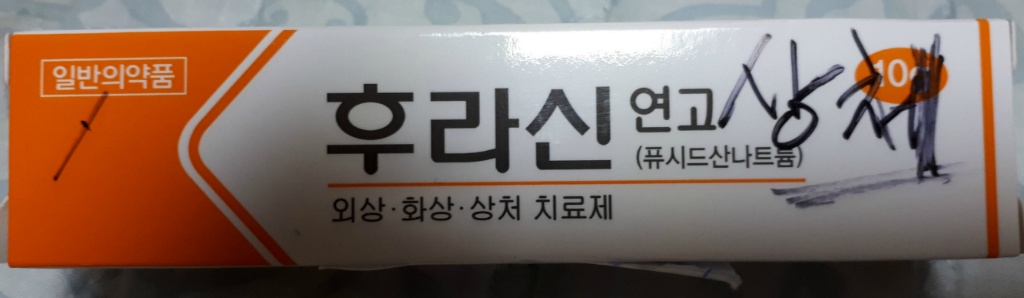 일반의약품
후라신 연고
(퓨시드산나트륨)
10g
외상·화상·상처 치료제
상처